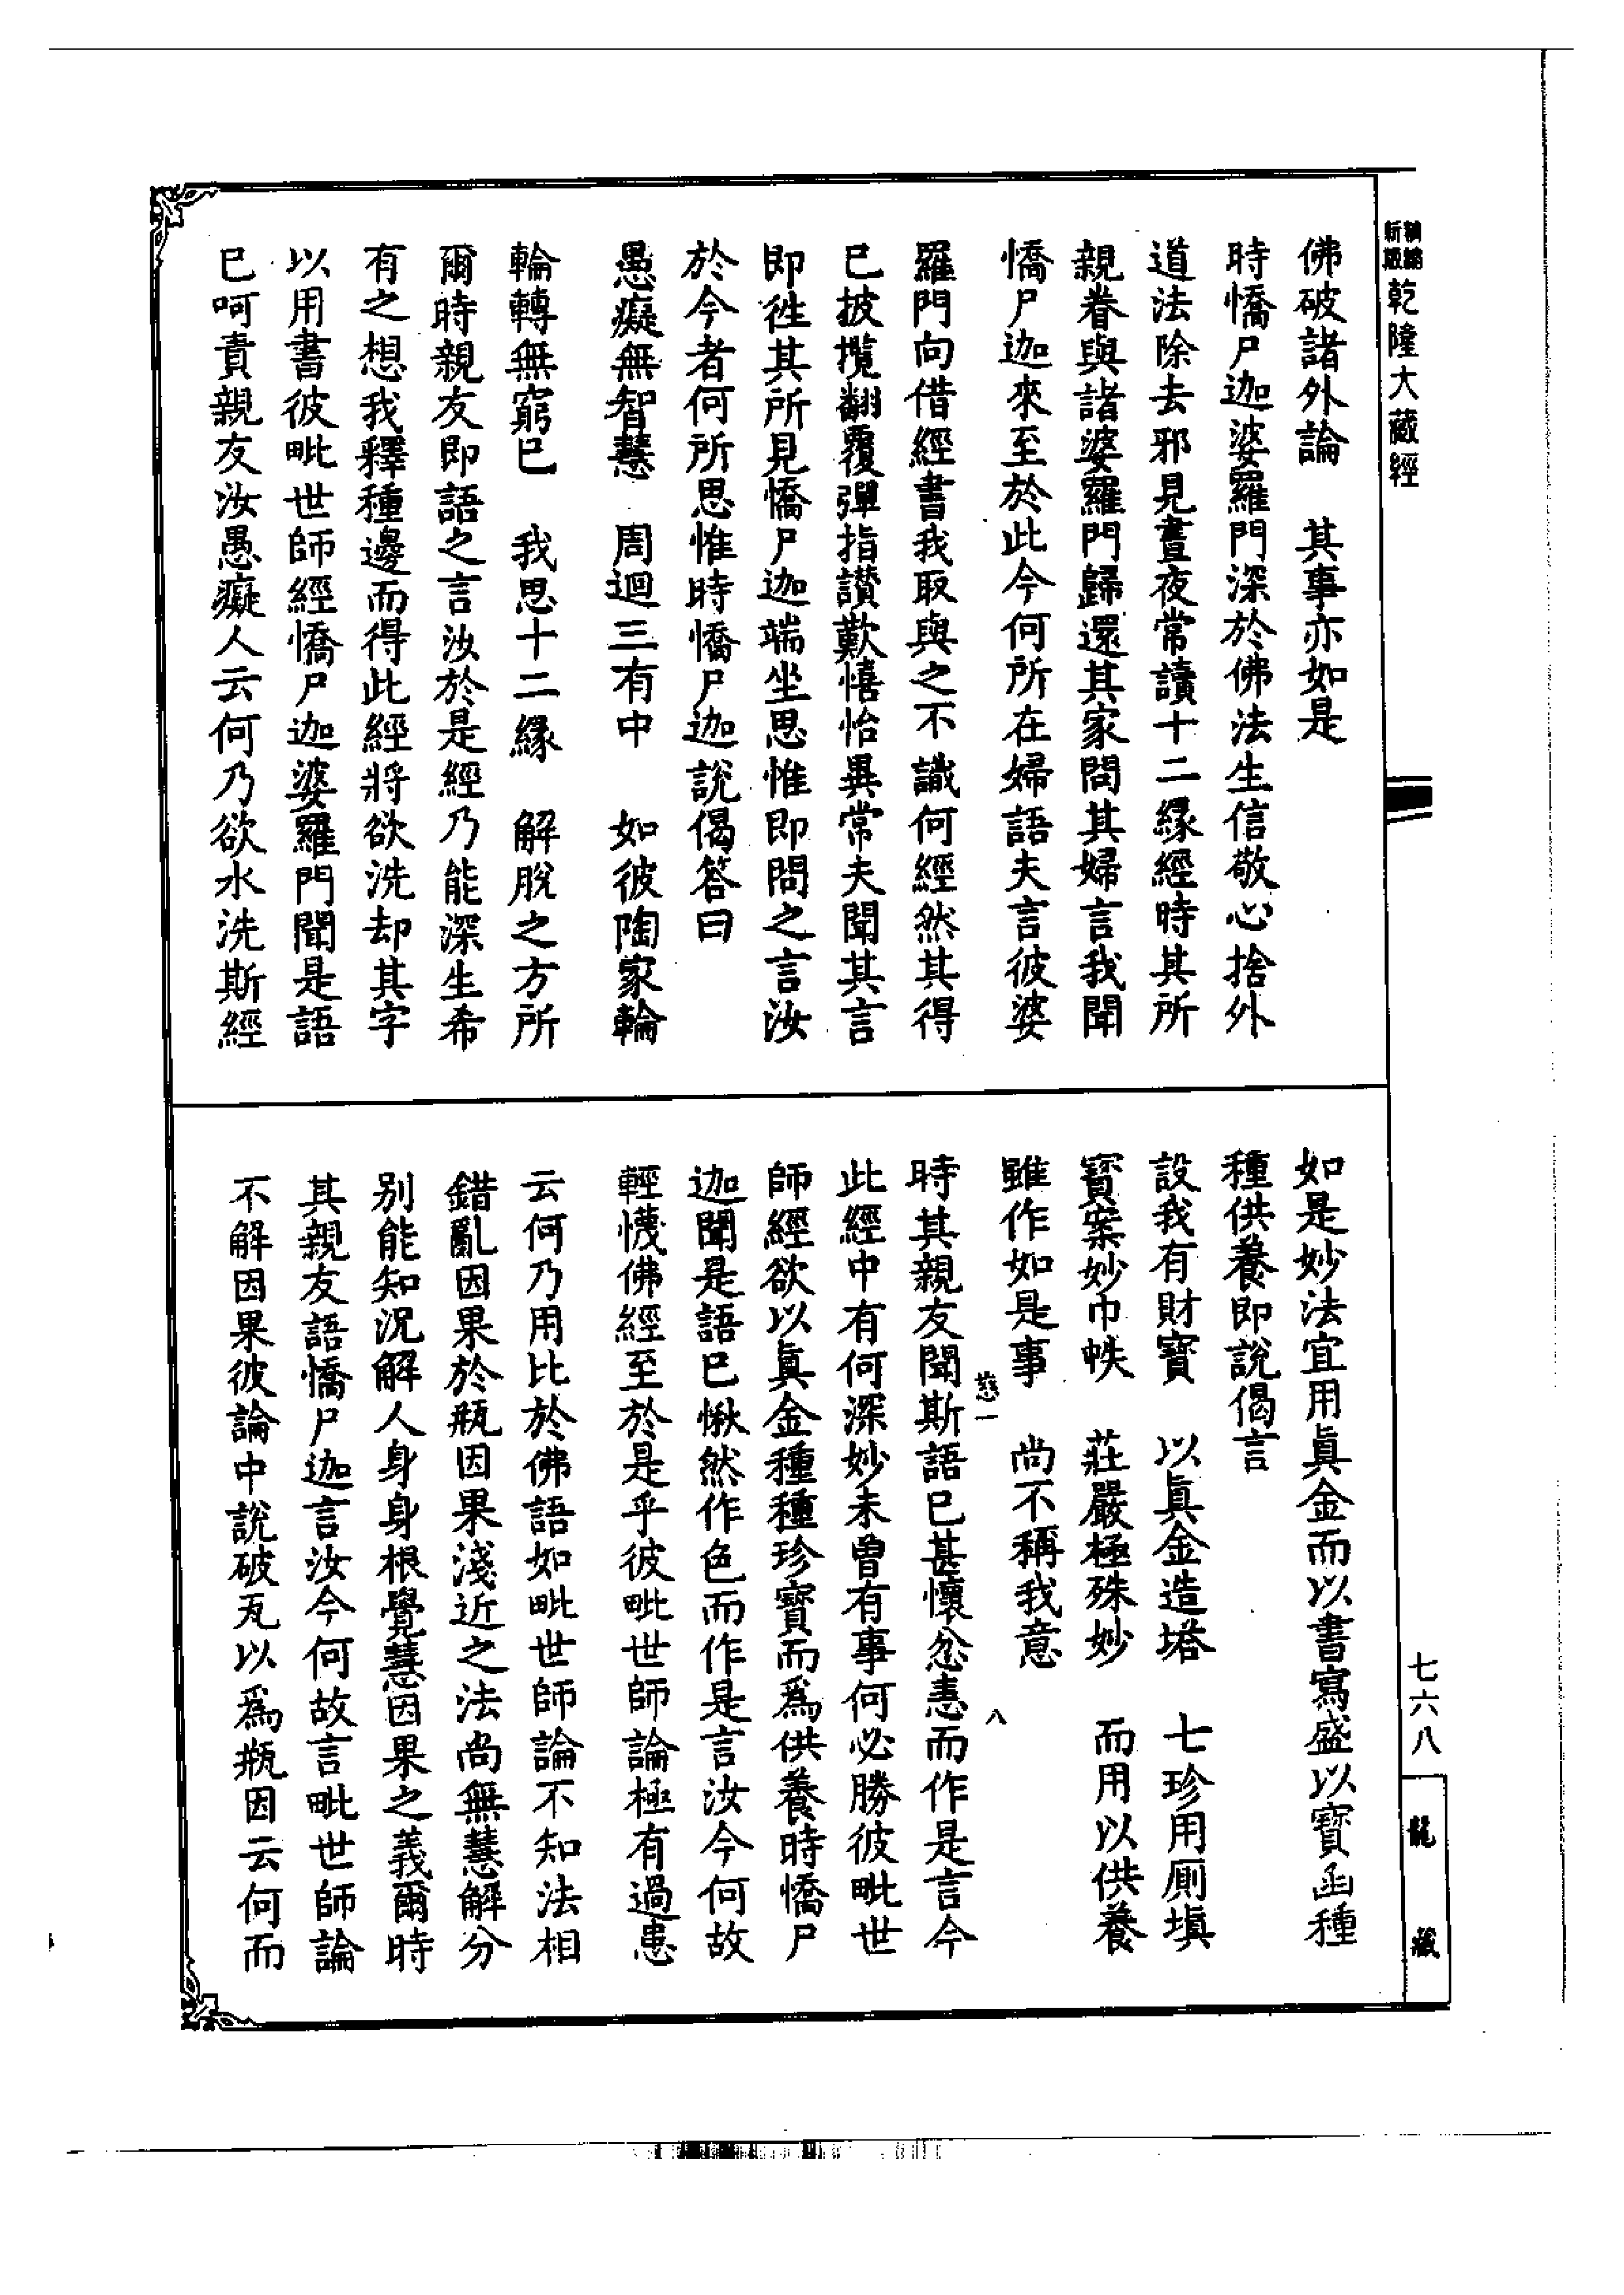 新編縮版乾隆大藏經
佛破諸外論　其事亦如是
時憍尸迦婆羅門深於佛法生信敬心捨外
道法除去邪見晝夜常讀十二緣經時其所
親眷與諸婆羅門歸還其家問其婦言我聞
憍尸迦來至於此今何所在婦語夫言彼婆
羅門向借經書我取與之不識何經然其得
已披攬翻覆彈指讃歎憘怡異常夫聞其言
即往其所見憍尸迦端坐思惟即問之言汝
於今者何所思惟時憍尸迦說偈答曰
愚癡無智慧　周迴三有中　如彼陶家輪
輪轉無窮已　我思十二緣　解脫之方所
爾時親友即語之言汝於是經乃能深生希
有之想我釋種邊而得此經將欲洗却其字
以用書彼毗世師經憍尸迦婆羅門聞是語
已呵責親友汝愚癡人云何乃欲水洗斯經
如是妙法宜用眞金而以書寫盛以寶函種
種供養即說偈言
設我有財寶　以眞金造塔　七珍用厠塡
寶案妙巾帙　莊嚴極殊妙　而用以供養
雖作如是事　尚不稱我意
慈一　八
時其親友聞斯語已甚懷忿恚而作是言今
此經中有何深妙未曾有事何必勝彼毗世
師經欲以眞金種種珍寶而爲供養時憍尸
迦聞是語已愀然作色而作是言汝今何故
輕懱佛經至於是乎彼毗世師論極有過患
云何乃用比於佛語如毗世師論不知法相
錯亂因果於瓶因果淺近之法尚無慧解分
別能知況解人身身根覺慧因果之義爾時
其親友語憍尸迦言汝今何故言毗世師論
不解因果彼論中說破瓦以爲瓶因云何而
七六八
龍藏